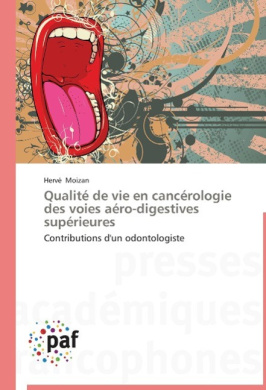 Hervé Moizan
Qualité de vie en cancérologie
des voies aéro-digestives
supérieures
Contributions d'un odontologiste
presses
académiques
francophones
paf